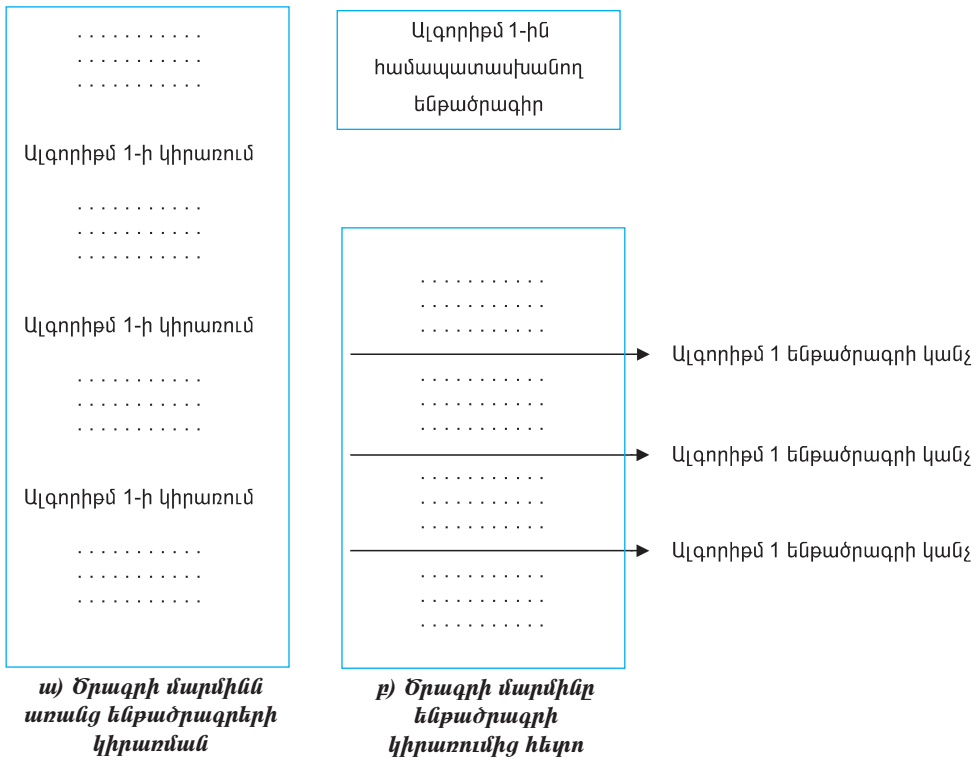 . . . . . . . . . . .
. . . . . . . . . . .
. . . . . . . . . . .
Ալգորիթմ 1-ի կիրառում
. . . . . . . . . . .
. . . . . . . . . . .
. . . . . . . . . . .
Ալգորիթմ 1-ի կիրառում
. . . . . . . . . . .
. . . . . . . . . . .
. . . . . . . . . . .
Ալգորիթմ 1-ի կիրառում
. . . . . . . . . . .
. . . . . . . . . . .
. . . . . . . . . . .
ա) Ծրագրի մարմինն
առանց ենթածրագրերի
կիրառման
Ալգորիթմ 1-ին
համապատասխանող
ենթածրագիր
. . . . . . . . . . .
. . . . . . . . . . .
. . . . . . . . . . .
Ալգորիթմ 1 ենթածրագրի կանչ
. . . . . . . . . . .
. . . . . . . . . . .
. . . . . . . . . . .
Ալգորիթմ 1 ենթածրագրի կանչ
. . . . . . . . . . .
. . . . . . . . . . .
. . . . . . . . . . .
Ալգորիթմ 1 ենթածրագրի կանչ
. . . . . . . . . . .
. . . . . . . . . . .
. . . . . . . . . . .
բ) Ծրագրի մարմինը
ենթածրագրի
կիրառումից հետո